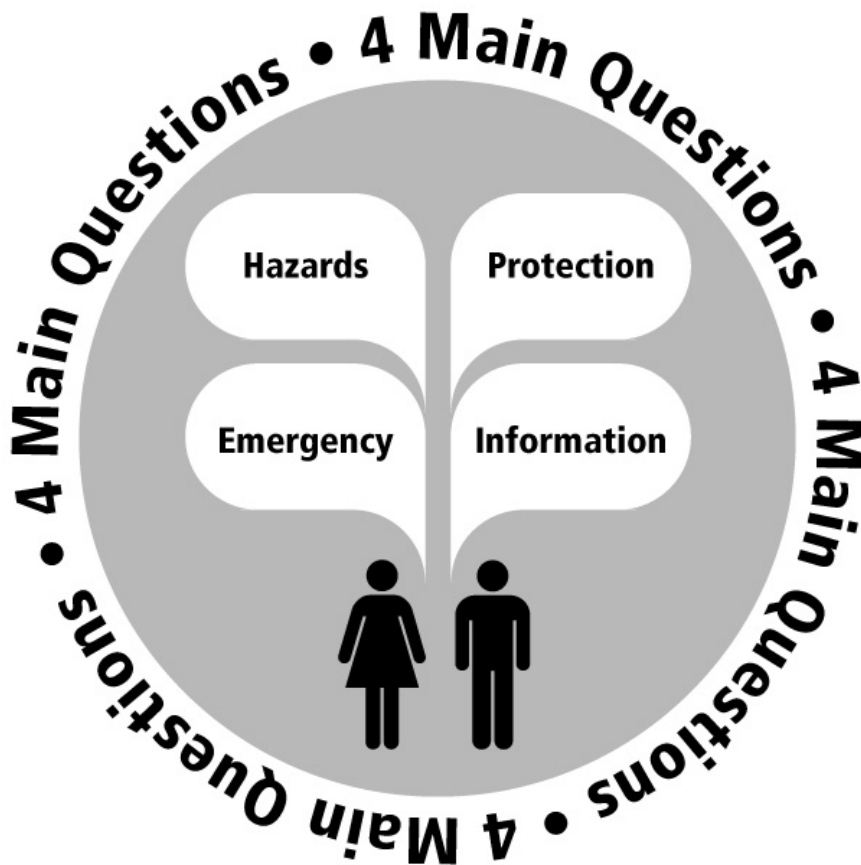 4 Main Questions • 4 Main Questions • 4 Main Questions • 4 Main Questions •
Hazards
Protection
Emergency
Information